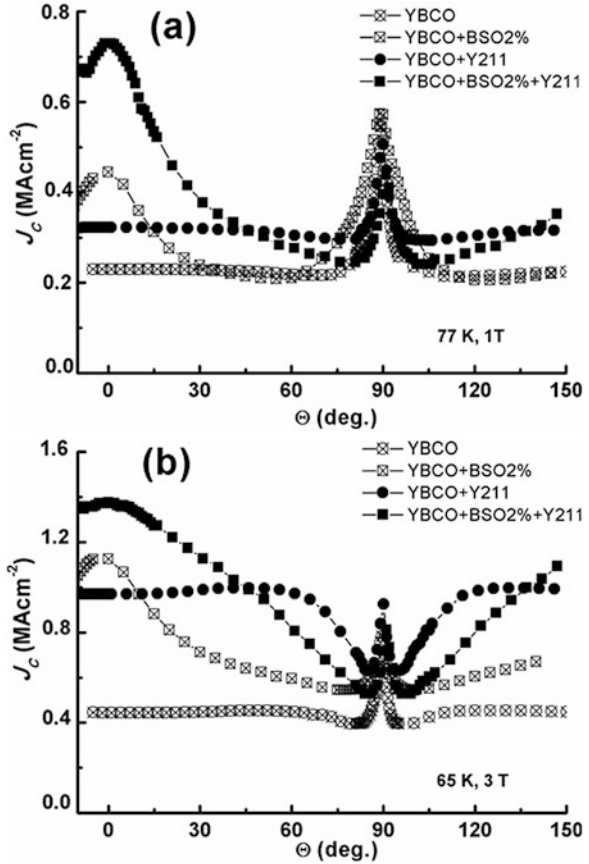 (a)
YBCO
YBCO+BSO2%
YBCO+Y211
YBCO+BSO2%+Y211
0.8
0.6
0.4
0.2
0.0
J_C (MAcm⁻²)
77 K, 1T
0 30 60 90 120 150
Θ (deg.)
(b)
YBCO
YBCO+BSO2%
YBCO+Y211
YBCO+BSO2%+Y211
1.6
1.2
0.8
0.4
0.0
J_C (MAcm⁻²)
65 K, 3 T
0 30 60 90 120 150
Θ (deg.)